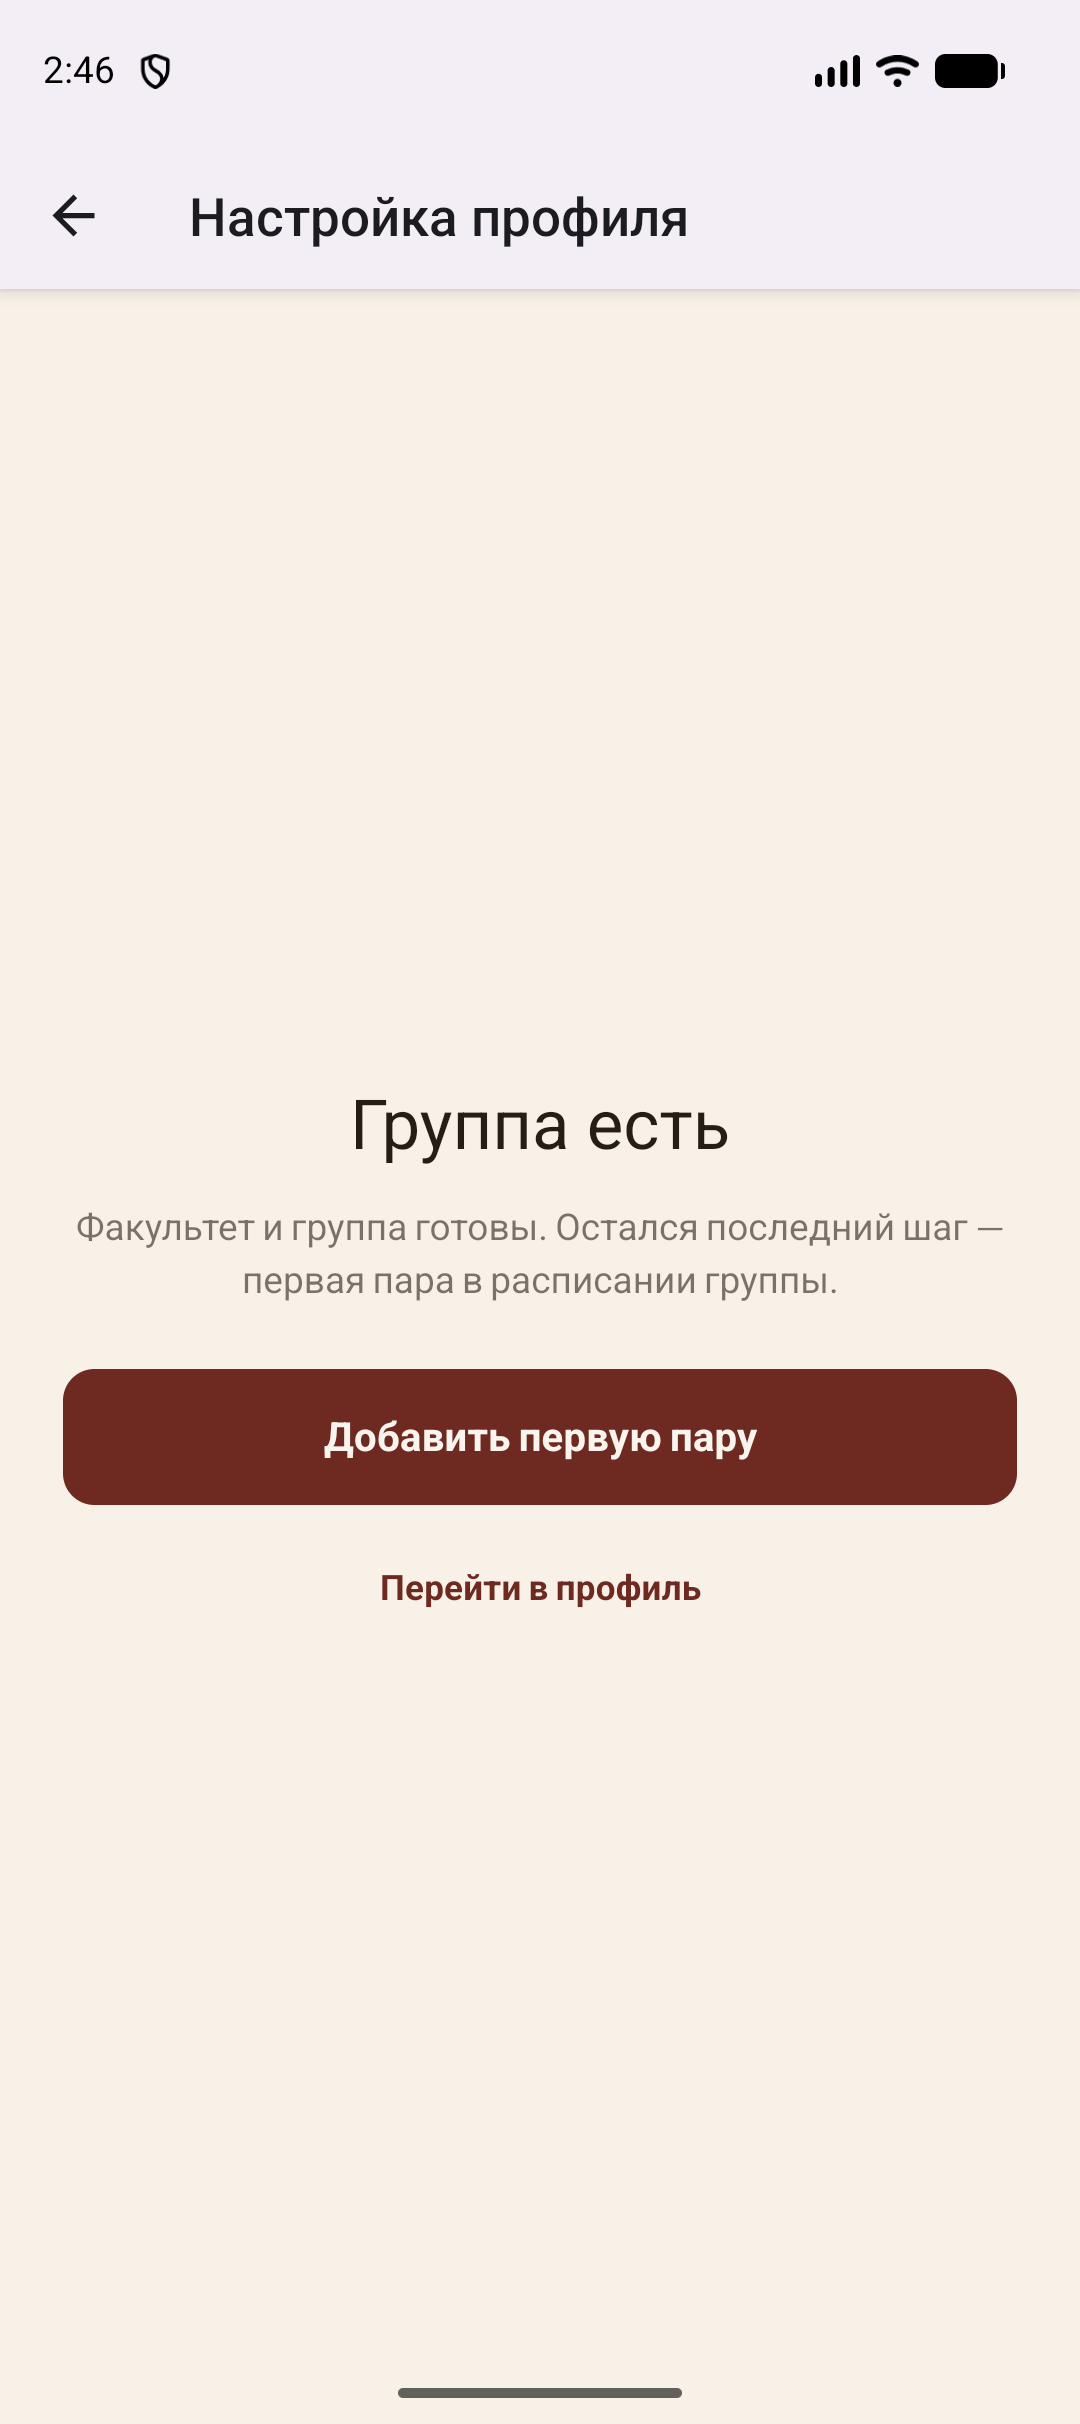 2:46
Настройка профиля
Группа есть
Факультет и группа готовы. Остался последний шаг —
первая пара в расписании группы.
Добавить первую пару
Перейти в профиль